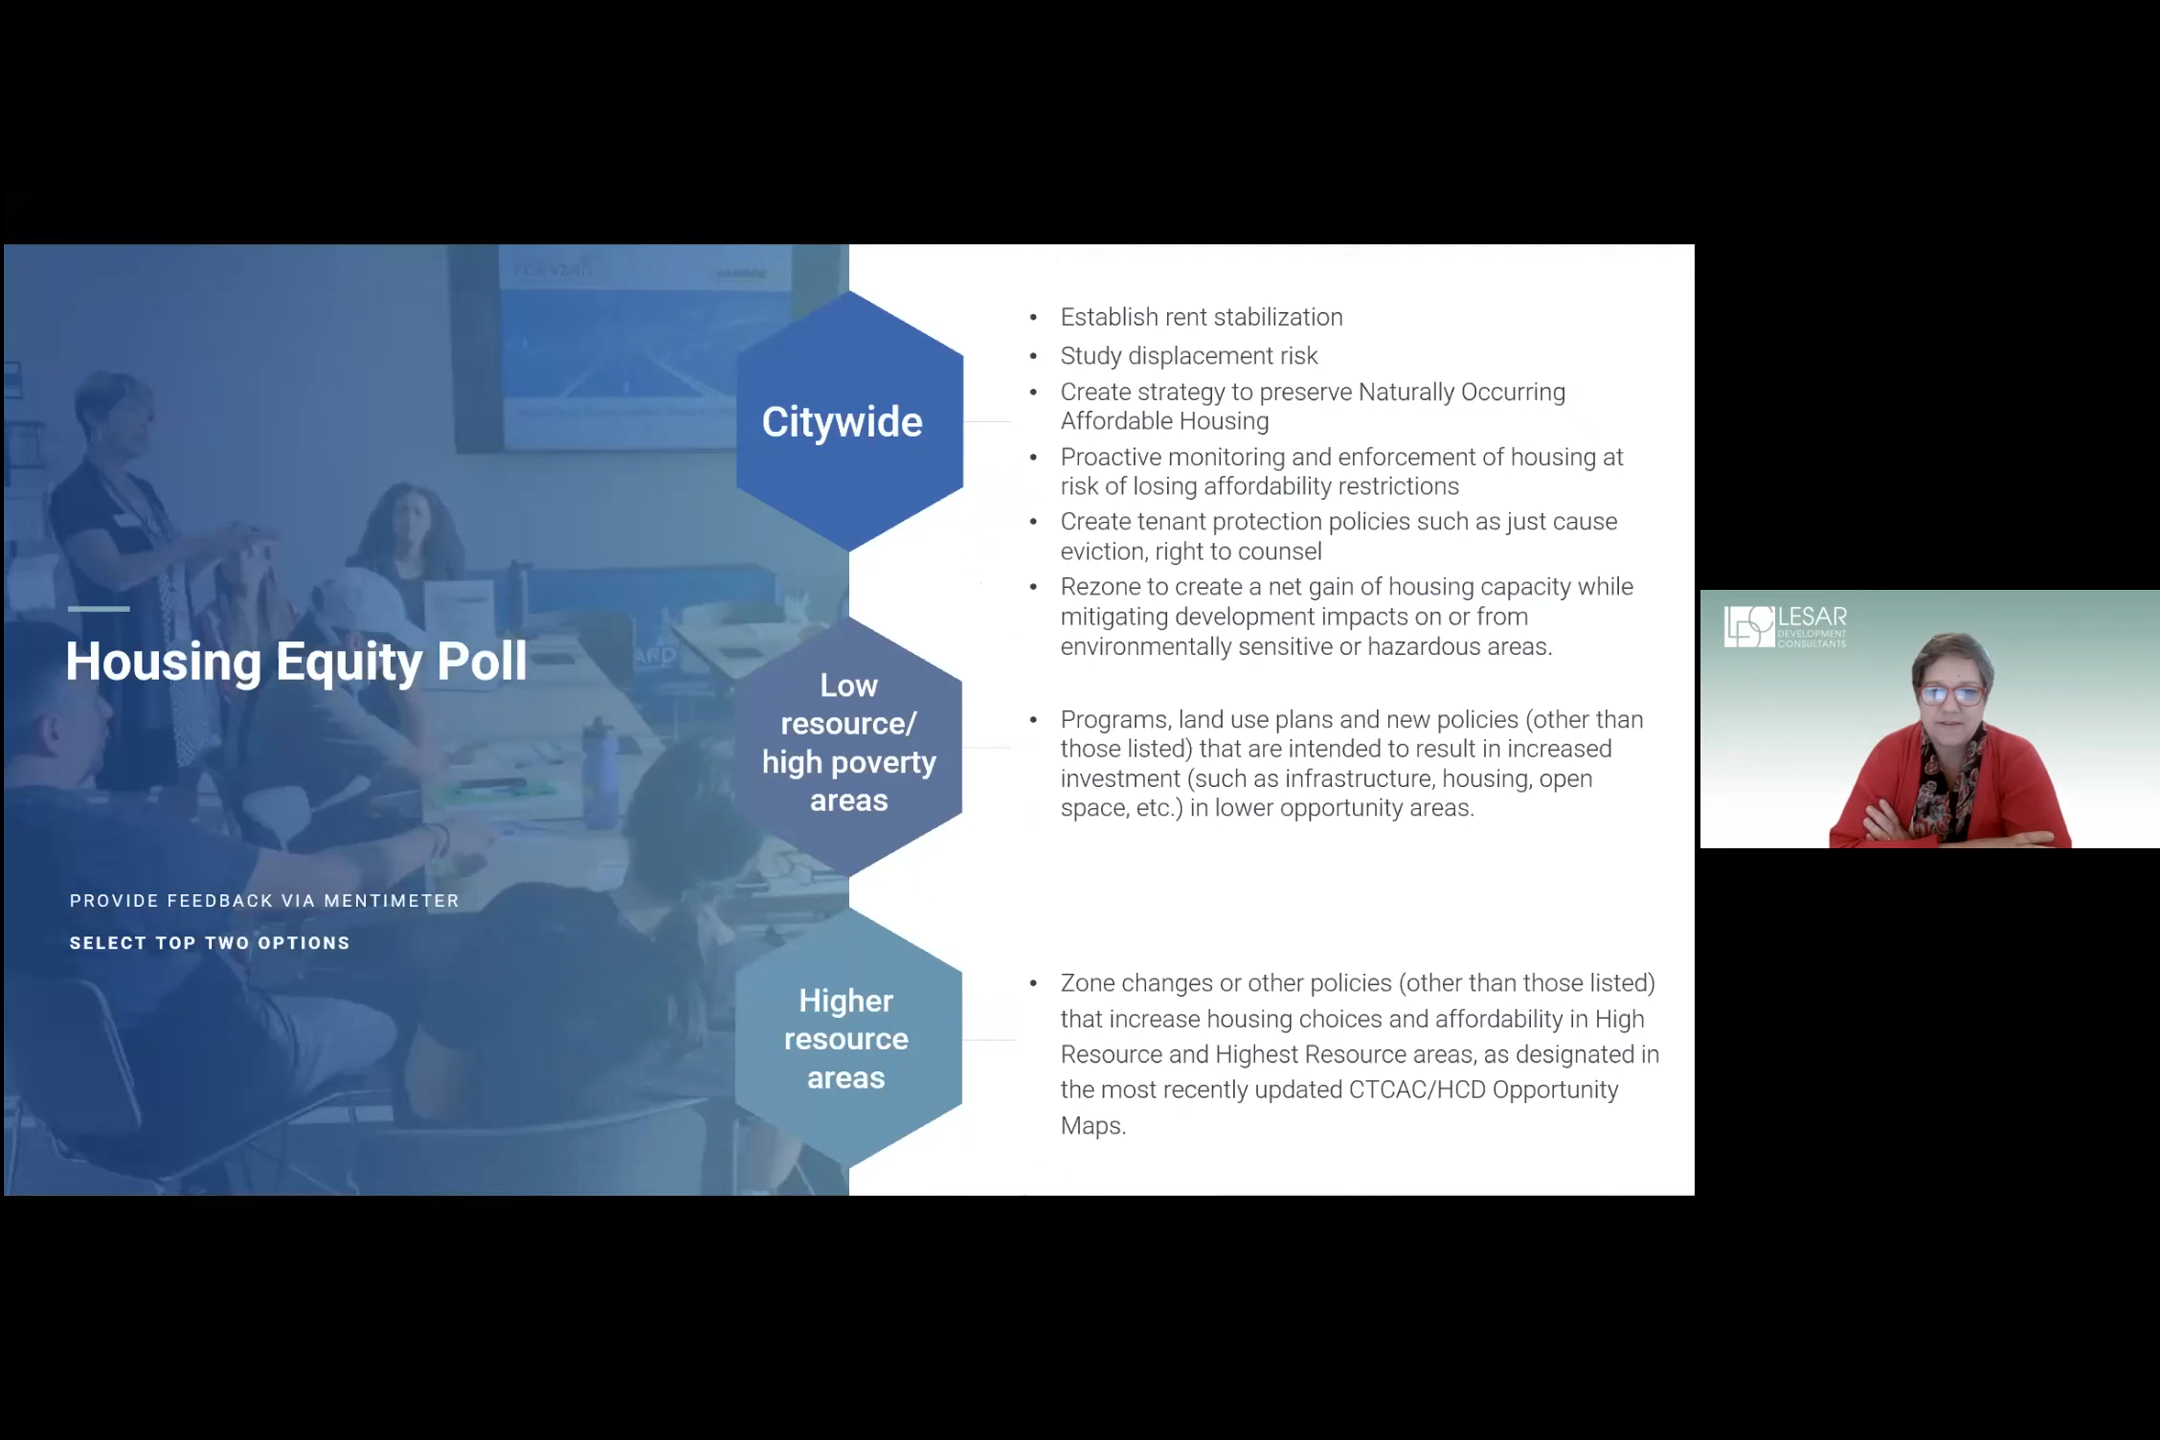 Housing Equity Poll
PROVIDE FEEDBACK VIA MENTIMETER
SELECT TOP TWO OPTIONS
Citywide
• Establish rent stabilization
• Study displacement risk
• Create strategy to preserve Naturally Occurring
Affordable Housing
• Proactive monitoring and enforcement of housing at
risk of losing affordability restrictions
• Create tenant protection policies such as just cause
eviction, right to counsel
• Rezone to create a net gain of housing capacity while
mitigating development impacts on or from
environmentally sensitive or hazardous areas.
Low
resource/
high poverty
areas
• Programs, land use plans and new policies (other than
those listed) that are intended to result in increased
investment (such as infrastructure, housing, open
space, etc.) in lower opportunity areas.
Higher
resource
areas
• Zone changes or other policies (other than those listed)
that increase housing choices and affordability in High
Resource and Highest Resource areas, as designated in
the most recently updated CTCAC/HCD Opportunity
Maps.
LDC
LESAR
DEVELOPMENT
CONSULTANTS